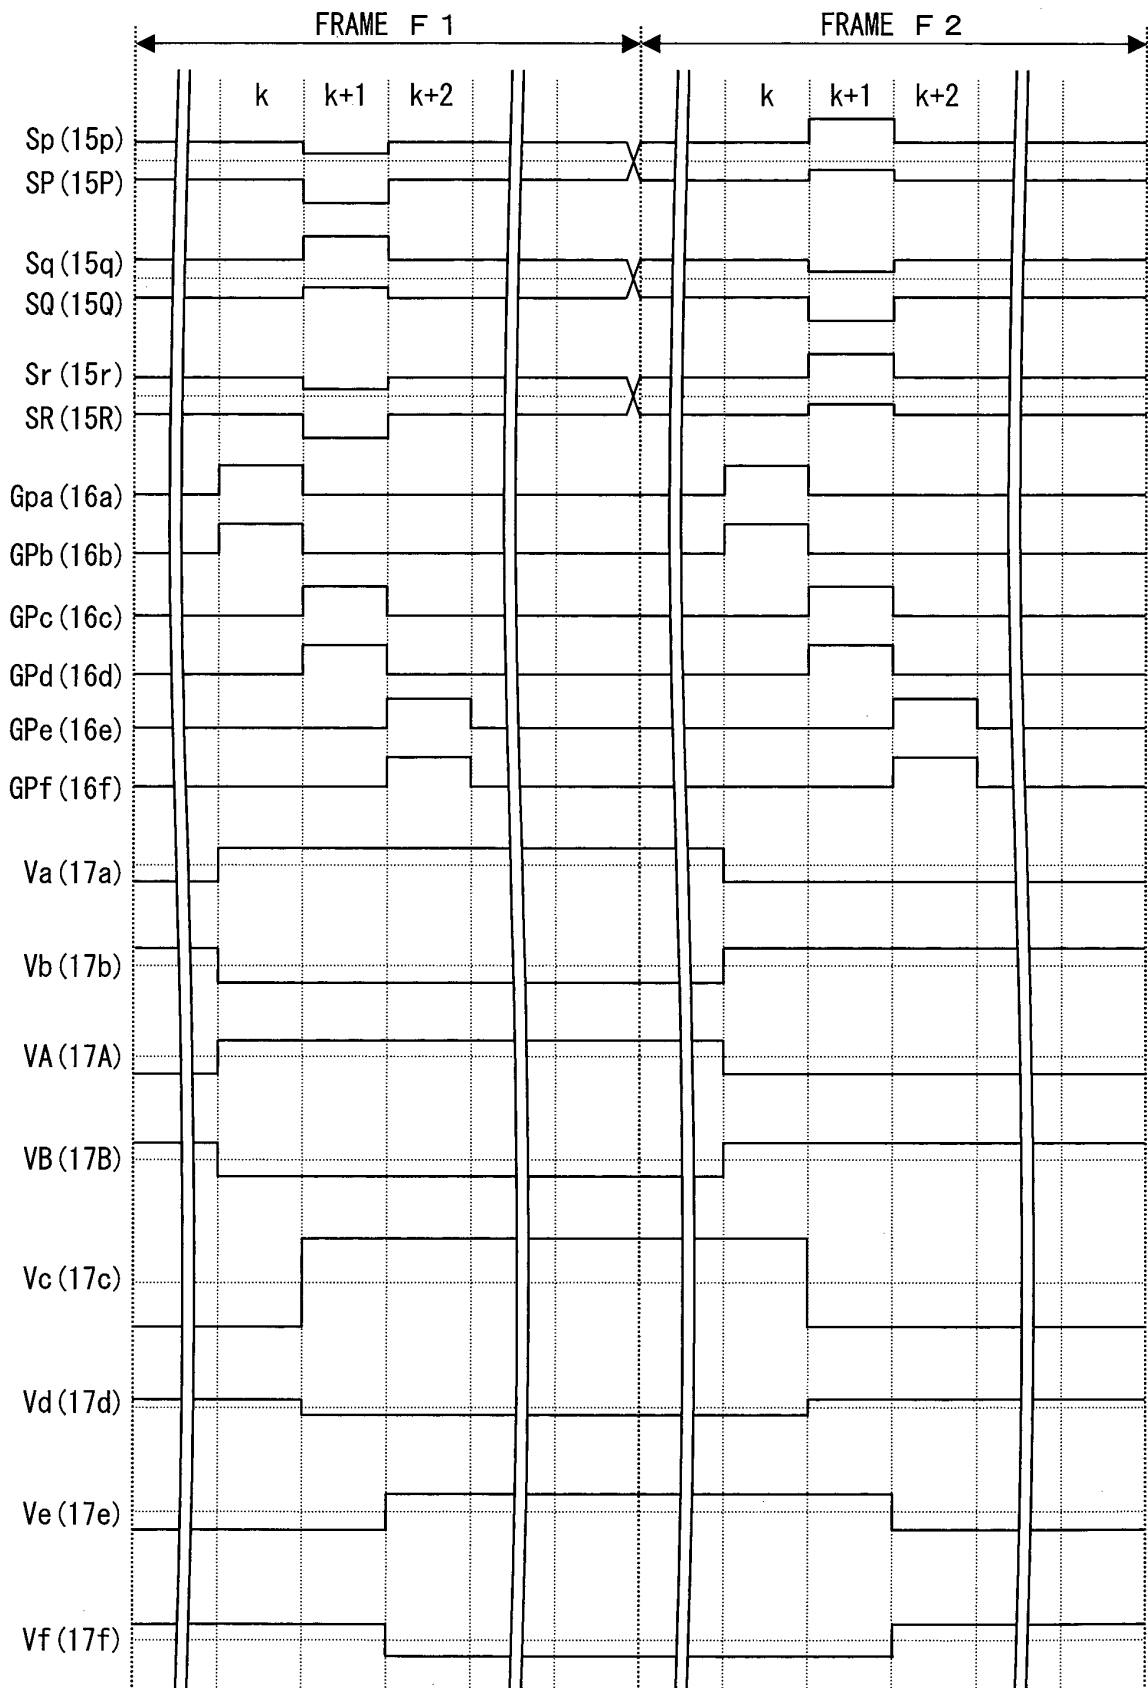 FRAME F 1 FRAME F 2
k k+1 k+2 k k+1 k+2
Sp(15p)
SP(15P)
Sq(15q)
SQ(15Q)
Sr(15r)
SR(15R)
Gpa(16a)
GPb(16b)
GPc(16c)
GPd(16d)
GPe(16e)
GPf(16f)
Va(17a)
Vb(17b)
VA(17A)
VB(17B)
Vc(17c)
Vd(17d)
Ve(17e)
Vf(17f)